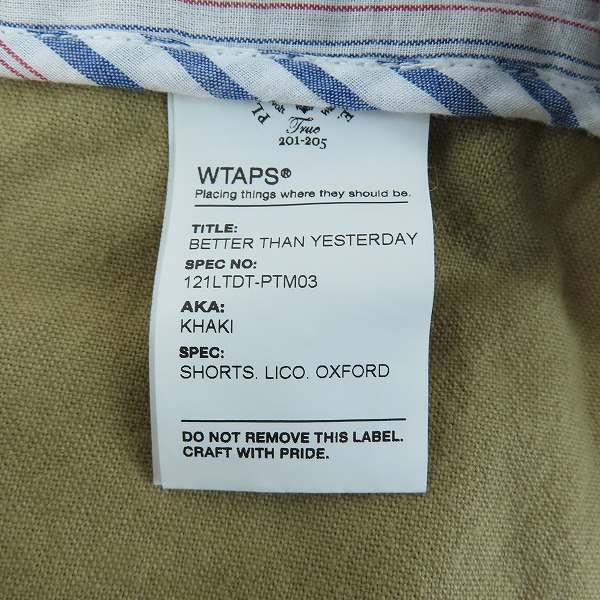 True
201-205
WTAPS®
Placing things where they should be.
TITLE:
BETTER THAN YESTERDAY
SPEC NO:
121LTDT-PTM03
AKA:
KHAKI
SPEC:
SHORTS. LICO. OXFORD
DO NOT REMOVE THIS LABEL.
CRAFT WITH PRIDE.